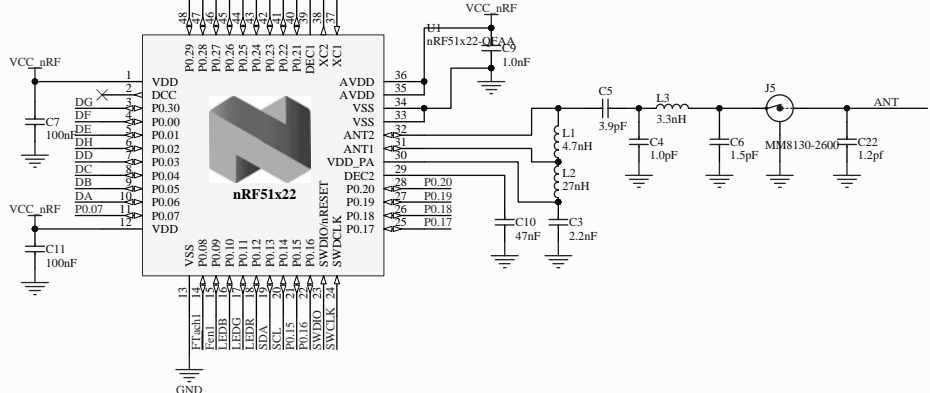 48 47 46 45 44 43 42 41 40 39 38 37
P0.29 P0.28 P0.27 P0.26 P0.25 P0.24 P0.23 P0.22 P0.21 DEC1 XC2 XC1
VCC_nRF
U1
nRF51x22-QFAA
C9
1.0nF
VCC_nRF
C7
100nF
VCC_nRF
C11
100nF
1 VDD
2 DCC
DG 3 P0.30
DF 4 P0.00
DE 5 P0.01
DH 6 P0.02
DD 7 P0.03
DC 8 P0.04
DB 9 P0.05
DA 10 P0.06
P0.07 11 P0.07
12 VDD
nRF51x22
AVDD 36
AVDD 35
VSS 34
VSS 33
ANT2 32
ANT1 31
VDD_PA 30
DEC2 29
P0.20 28 P0.20
P0.19 27 P0.19
P0.18 26 P0.18
P0.17 25 P0.17
VSS P0.08 P0.09 P0.10 P0.11 P0.12 P0.13 P0.14 P0.15 P0.16 SWDIO/nRESET SWDCLK
13 14 15 16 17 18 19 20 21 22 23 24
FTach1 Fen1 LEDB LEDG LEDR SDA SCL P0.15 P0.16 SWDIO SWCLK
GND
L1
4.7nH
L2
27nH
C10
47nF
C3
2.2nF
C5
3.9pF
C4
1.0pF
L3
3.3nH
C6
1.5pF
J5
MM8130-2600
C22
1.2pf
ANT